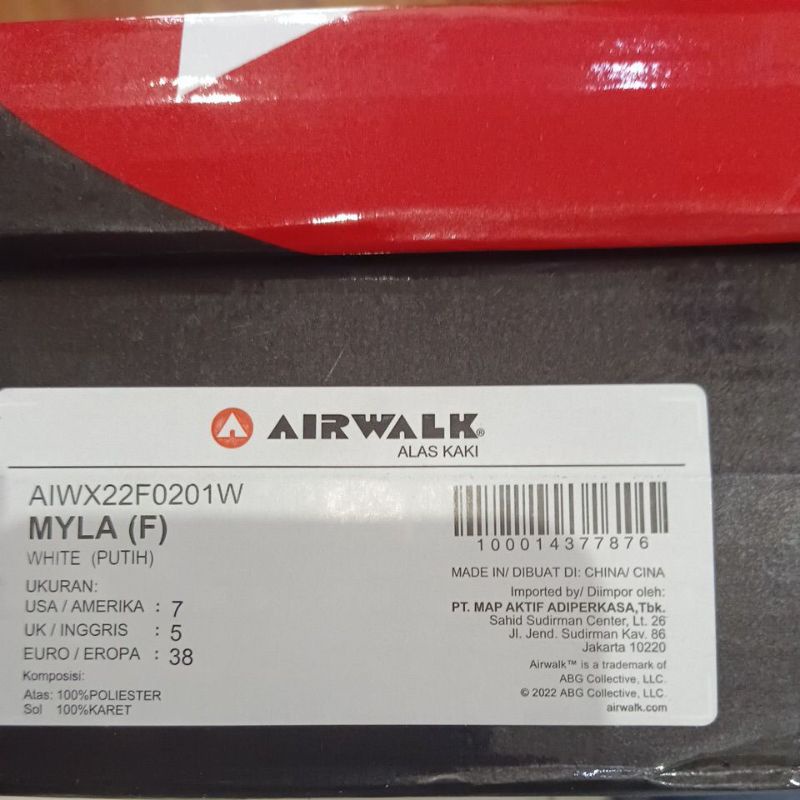 AIRWALK®
ALAS KAKI
AIWX22F0201W
MYLA (F)
WHITE (PUTIH)
UKURAN:
USA / AMERIKA : 7
UK / INGGRIS : 5
EURO / EROPA : 38
Komposisi:
Atas: 100%POLIESTER
Sol 100%KARET
100014377876
MADE IN/ DIBUAT DI: CHINA/ CINA
Imported by/ Diimpor oleh:
PT. MAP AKTIF ADIPERKASA,Tbk.
Sahid Sudirman Center, Lt. 26
Jl. Jend. Sudirman Kav. 86
Jakarta 10220
Airwalk™ is a trademark of
ABG Collective, LLC.
© 2022 ABG Collective, LLC.
airwalk.com